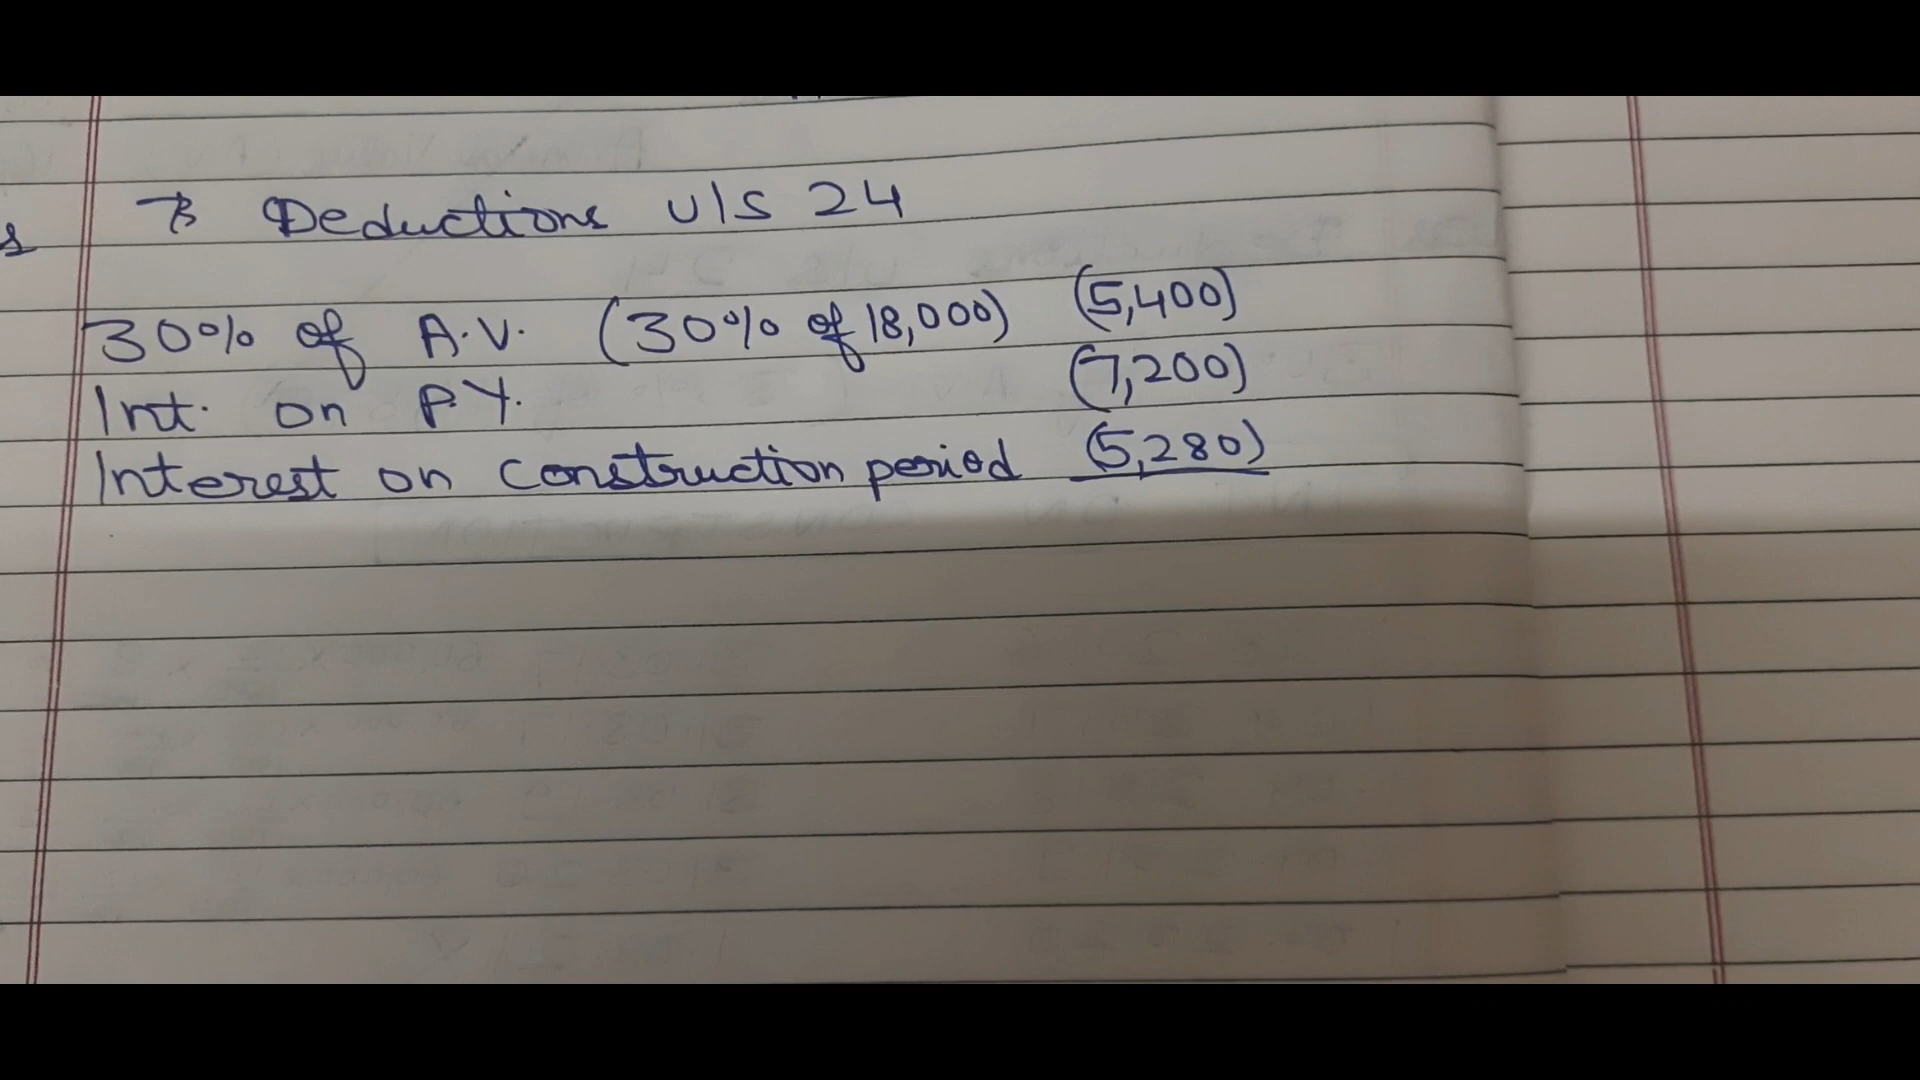 Deductions U/S 24
30% of A.V. (30% of 18,000) (5,400)
Int. on P.Y. (7,200)
Interest on construction period (5,280)